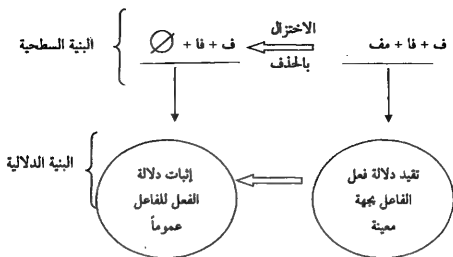 ف + فا + مف
الاختزال
بالحذف
ف + فا + ∅
البنية السطحية
تقيد دلالة فعل
الفاعل بجهة
معينة
إثبات دلالة
الفعل للفاعل
عموماً
البنية الدلالية